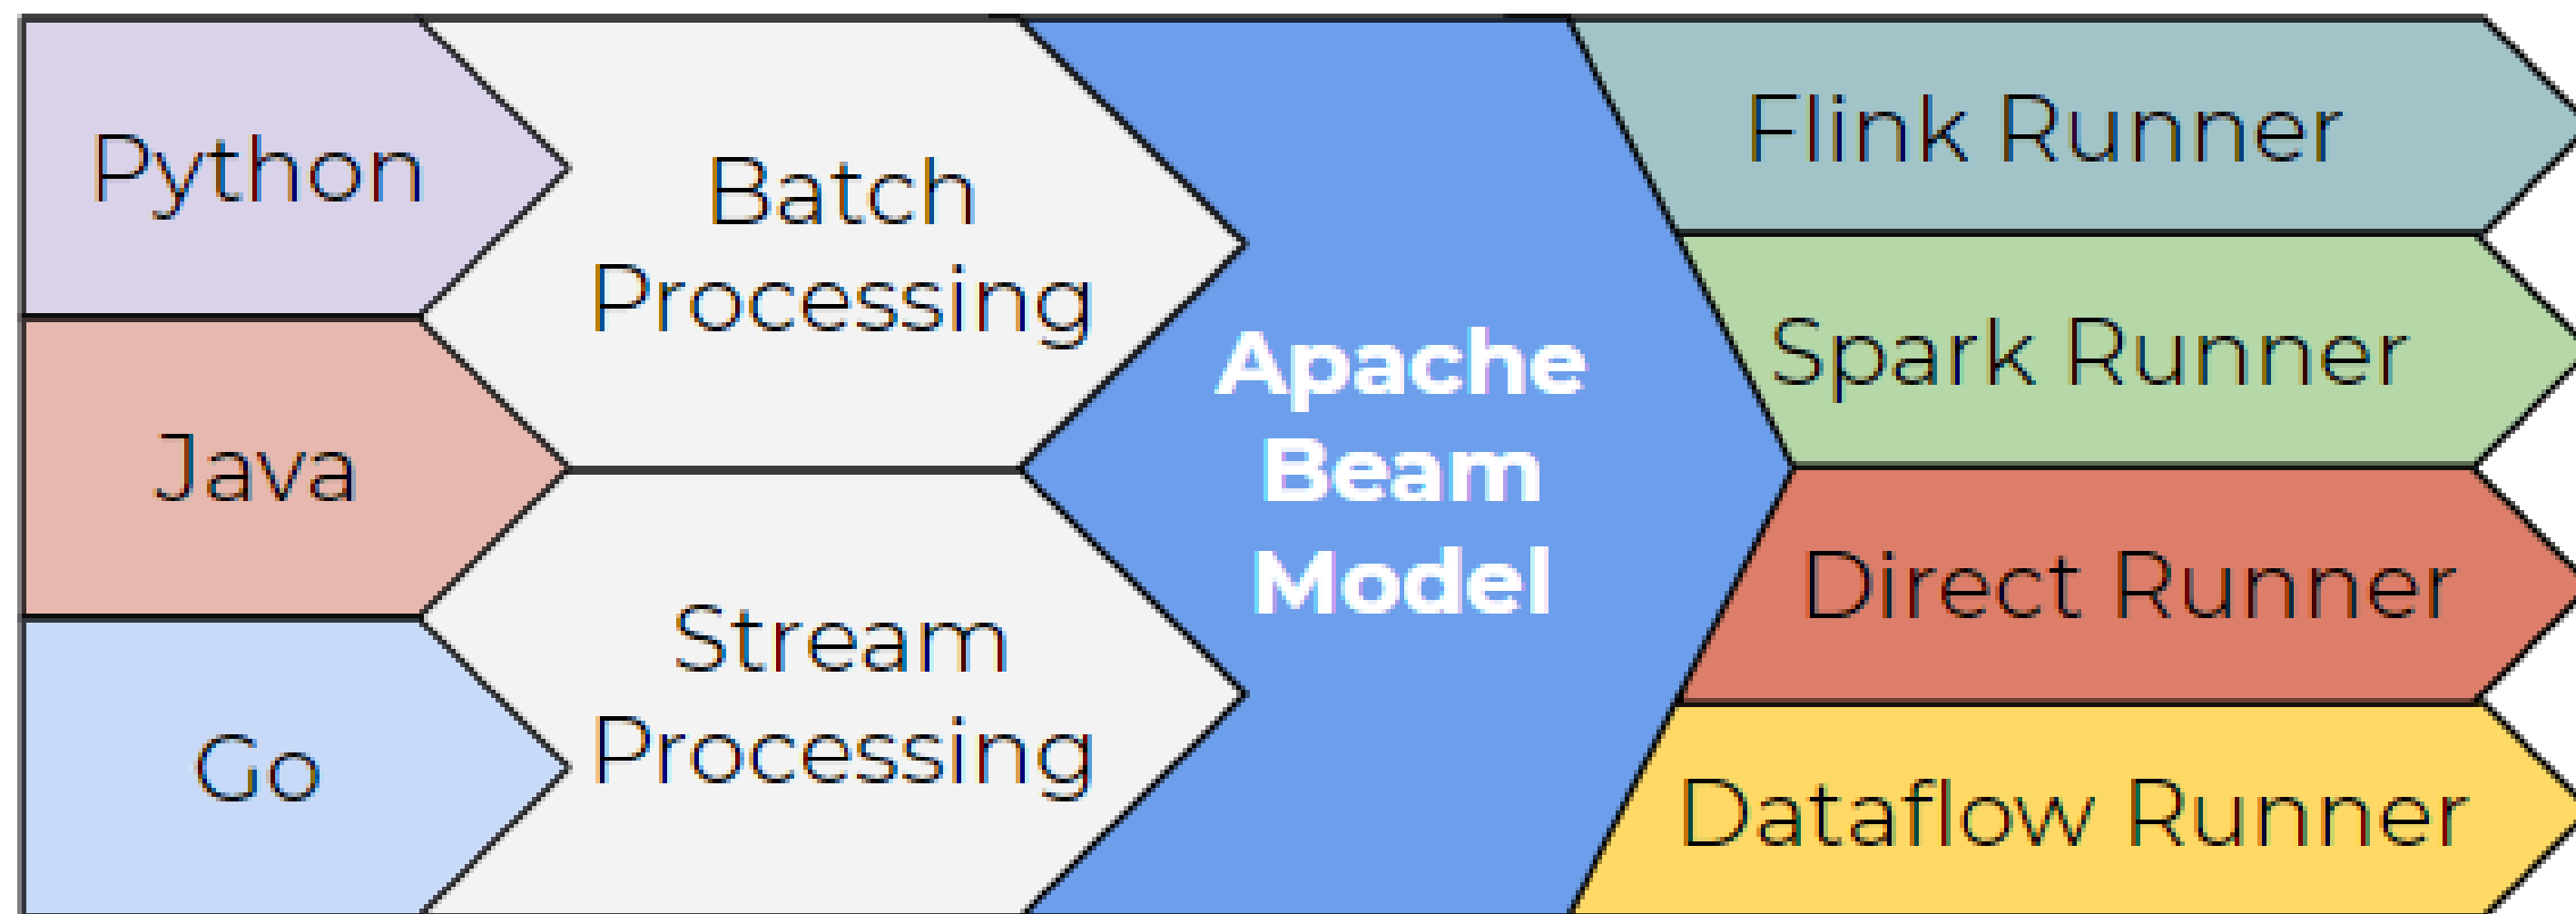 Python
Java
Go
Batch
Processing
Stream
Processing
Apache
Beam
Model
Flink Runner
Spark Runner
Direct Runner
Dataflow Runner